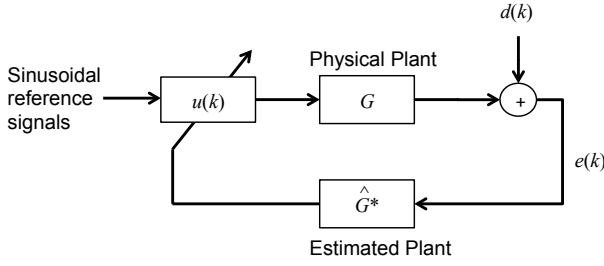 d(k)
Physical Plant
Sinusoidal
reference
signals
u(k)
G
+
e(k)
Ĝ*
Estimated Plant